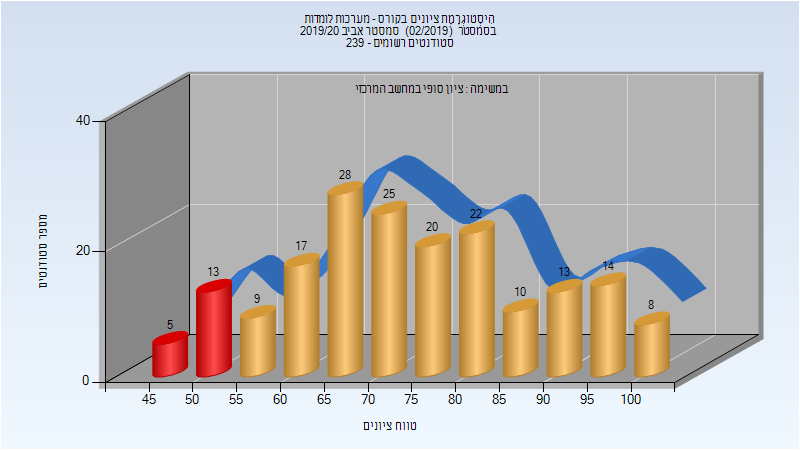 היסטוגרמת ציונים בקורס - מערכות לומדות
בסמסטר (02/2019) סמסטר אביב 2019/20
סטודנטים רשומים - 239
במשימה : ציון סופי במחשב המרכזי
מספר סטודנטים
40
20
0
5
13
9
17
28
25
20
22
10
13
14
8
45 50 55 60 65 70 75 80 85 90 95 100
טווח ציונים